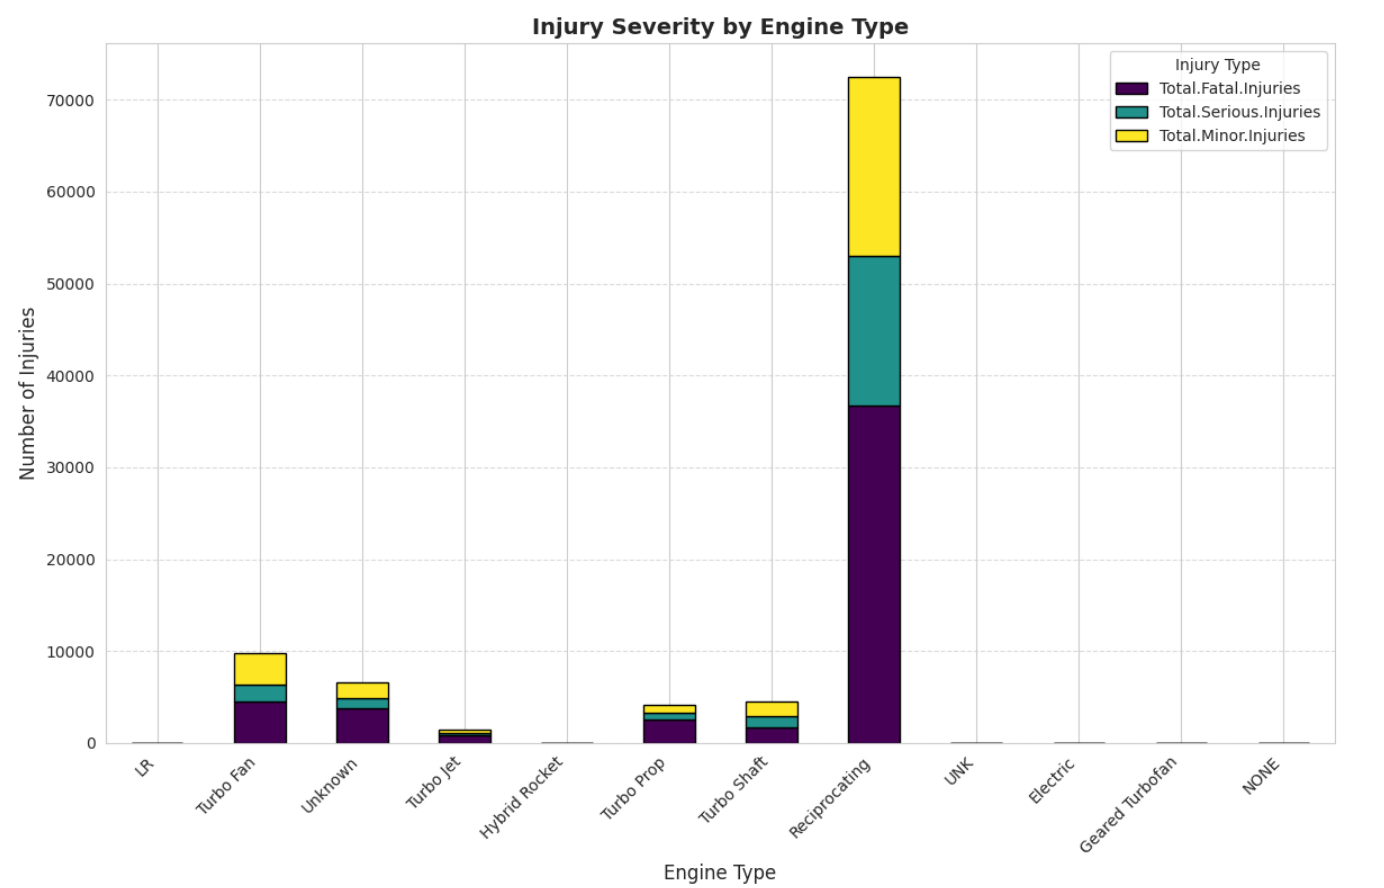 Injury Severity by Engine Type
Injury Type
Total.Fatal.Injuries
Total.Serious.Injuries
Total.Minor.Injuries
Number of Injuries
70000
60000
50000
40000
30000
20000
10000
0
LR
Turbo Fan
Unknown
Turbo Jet
Hybrid Rocket
Turbo Prop
Turbo Shaft
Reciprocating
UNK
Electric
Geared Turbofan
NONE
Engine Type